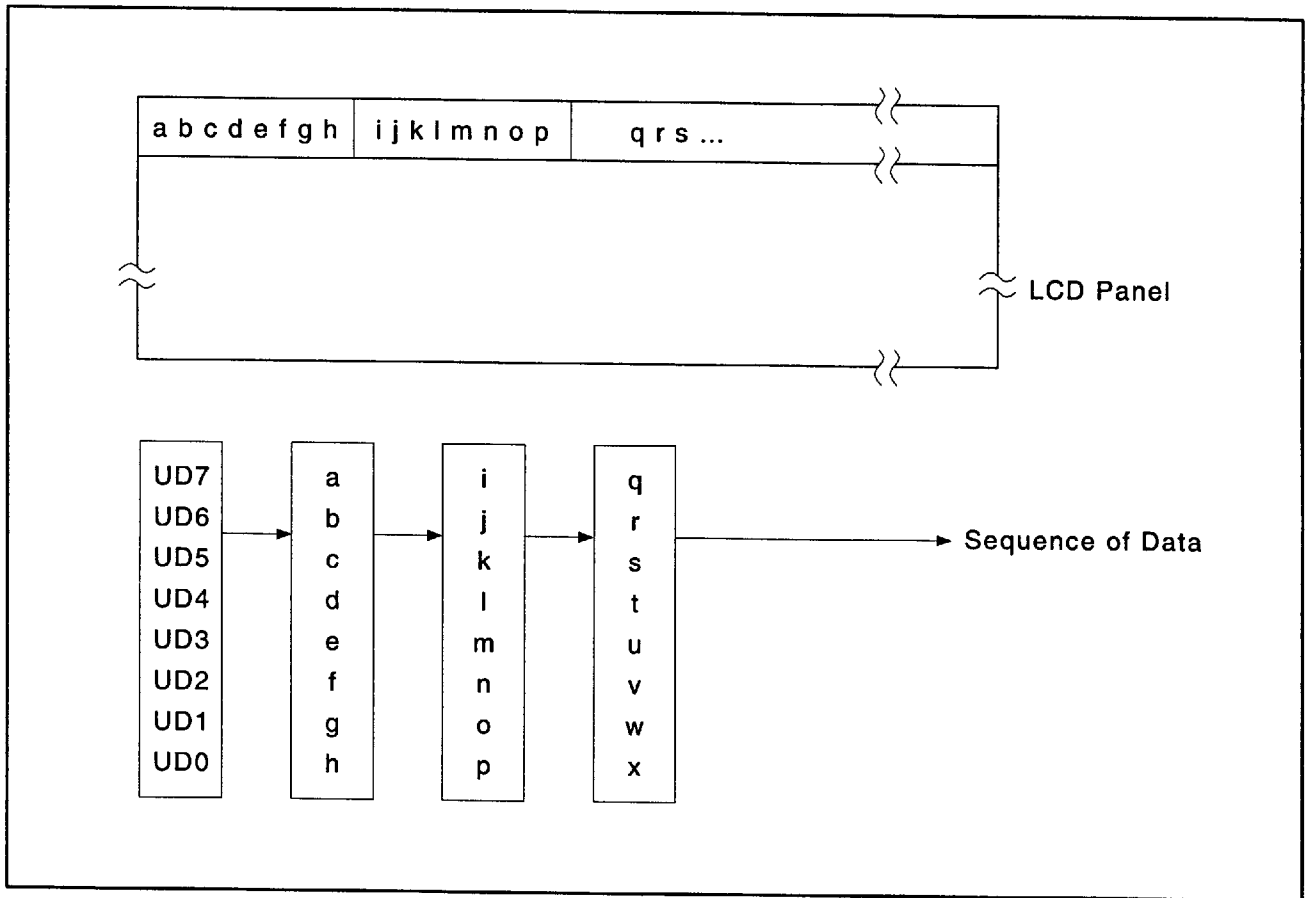 a b c d e f g h i j k l m n o p q r s ...
LCD Panel
UD7 a i q
UD6 b j r
UD5 c k s
Sequence of Data
UD4 d l t
UD3 e m u
UD2 f n v
UD1 g o w
UD0 h p x